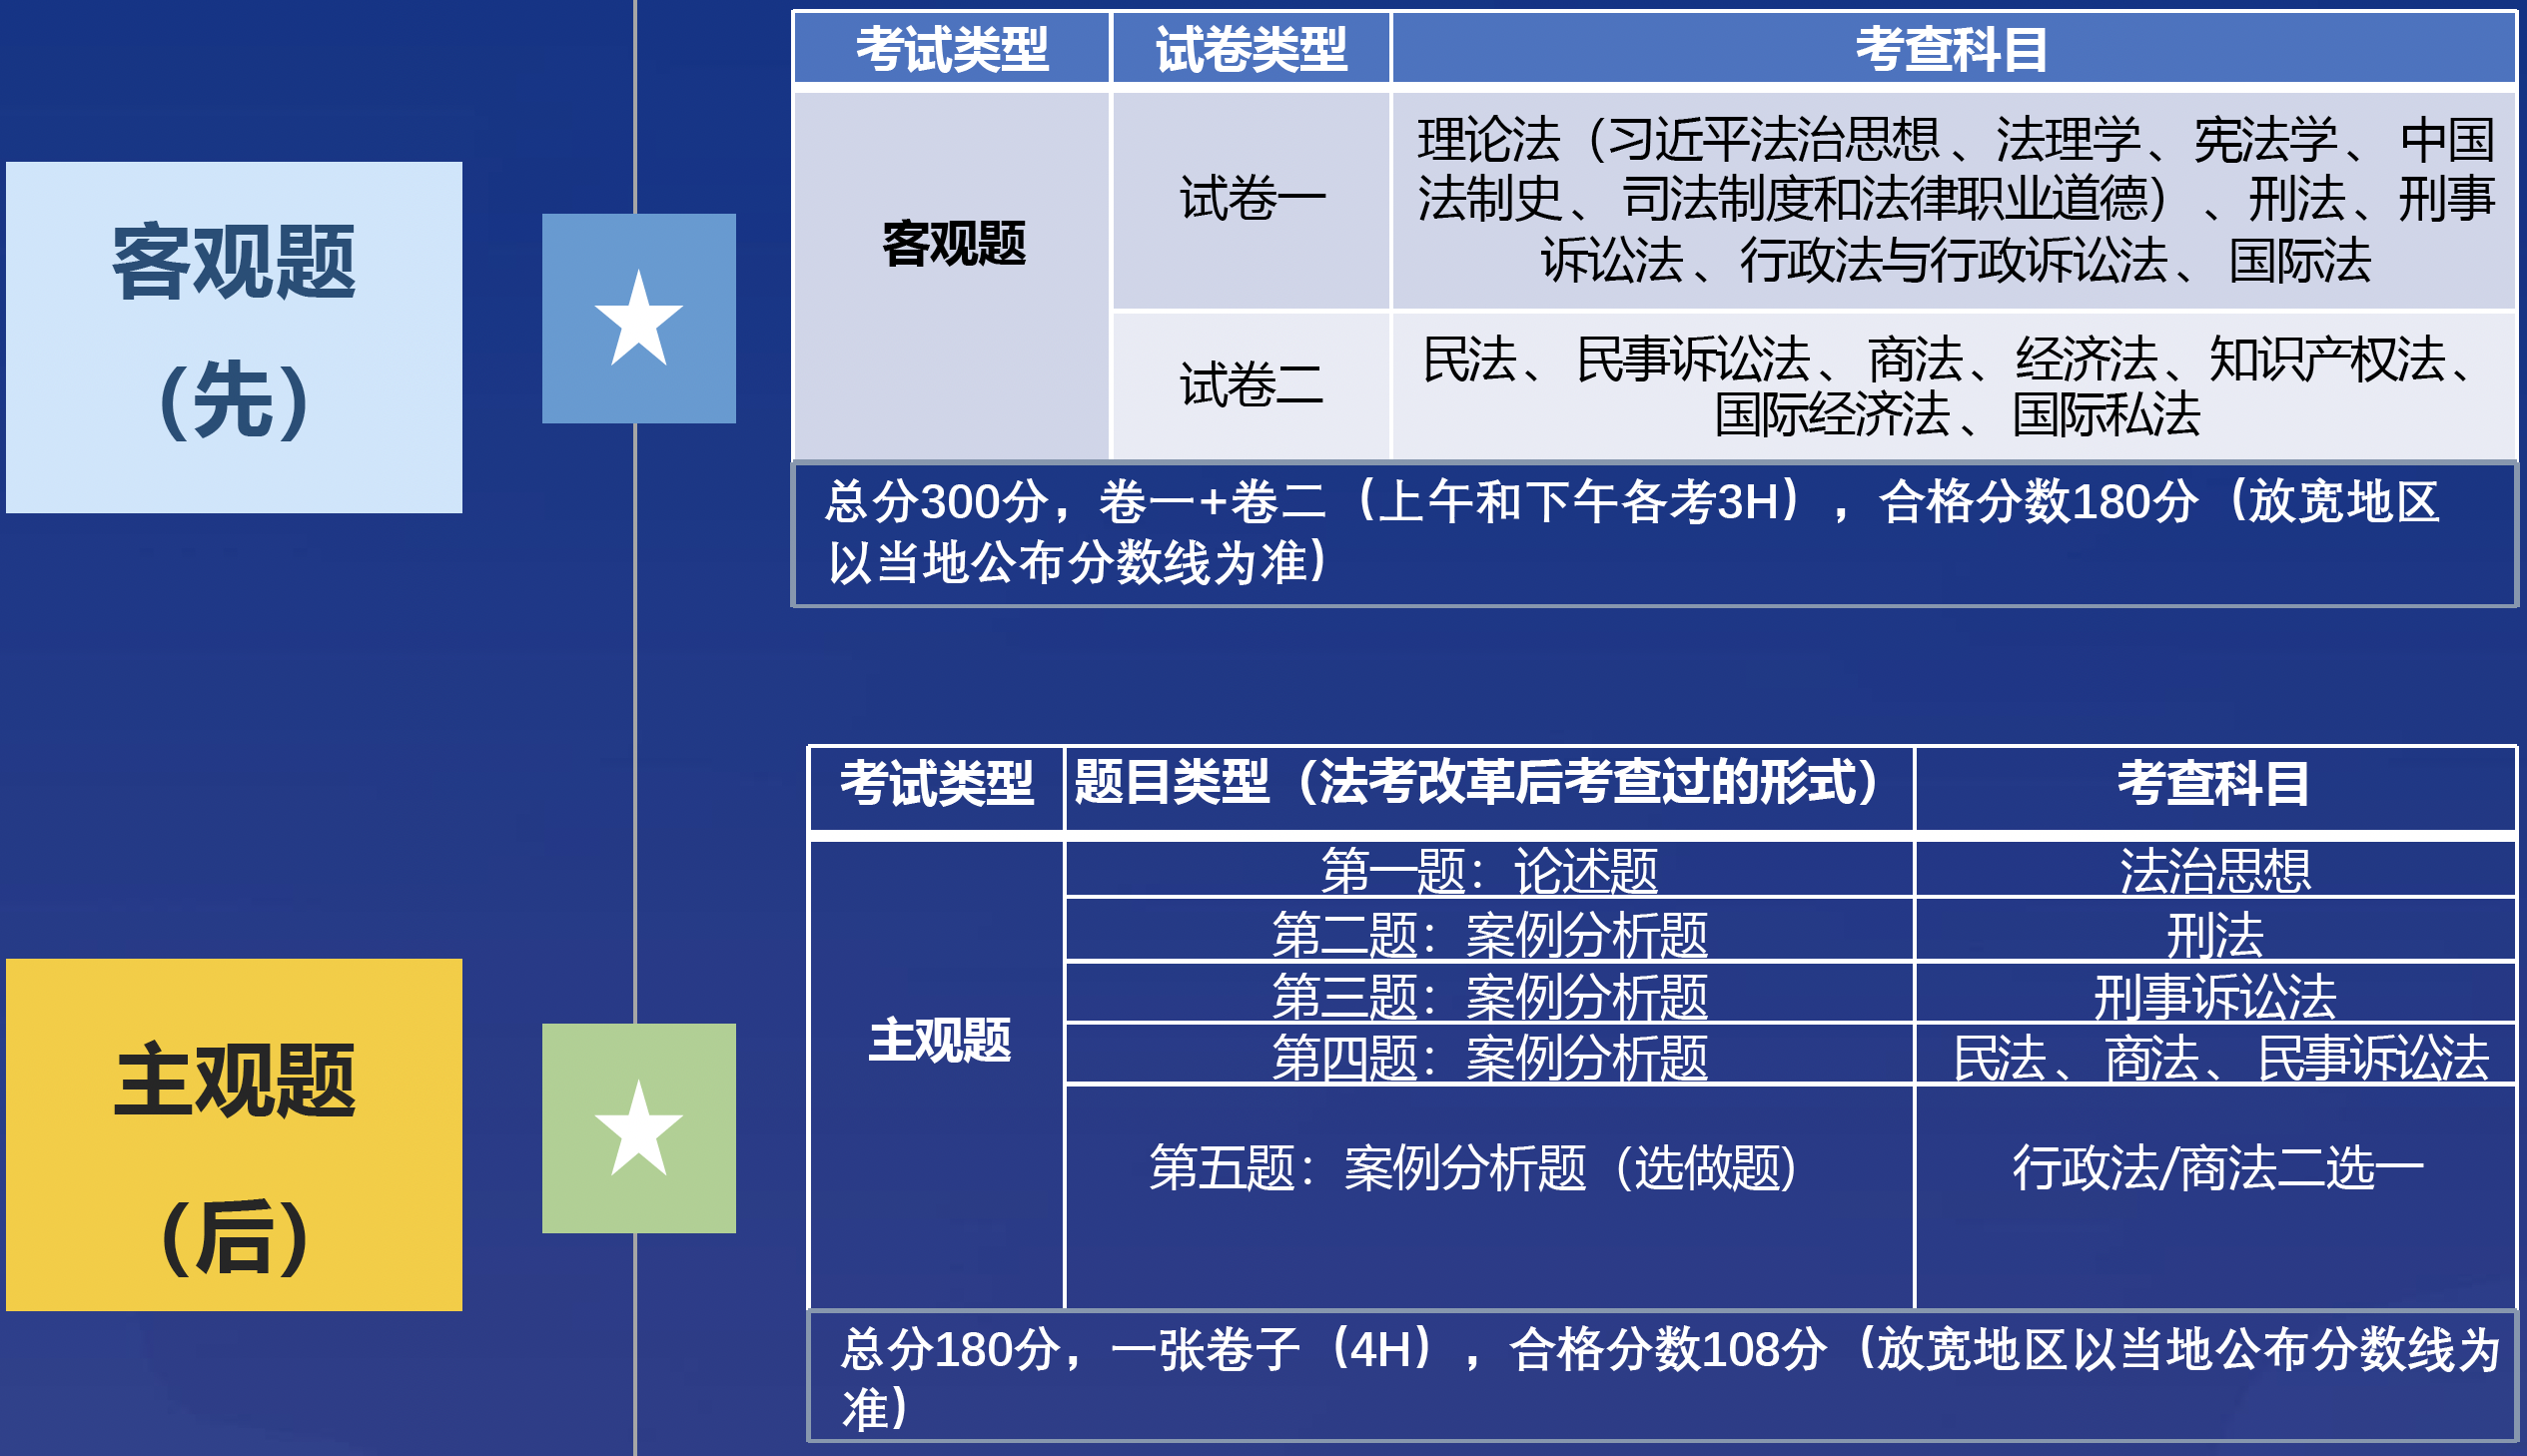 客观题
（先）
考试类型 试卷类型 考查科目
客观题
试卷一
理论法（习近平法治思想、法理学、宪法学、中国
法制史、司法制度和法律职业道德）、刑法、刑事
诉讼法、行政法与行政诉讼法、国际法
试卷二
民法、民事诉讼法、商法、经济法、知识产权法、
国际经济法、国际私法
总分300分，卷一+卷二（上午和下午各考3H），合格分数180分（放宽地区
以当地公布分数线为准）
主观题
（后）
考试类型 题目类型（法考改革后考查过的形式） 考查科目
主观题
第一题：论述题 法治思想
第二题：案例分析题 刑法
第三题：案例分析题 刑事诉讼法
第四题：案例分析题 民法、商法、民事诉讼法
第五题：案例分析题（选做题） 行政法/商法二选一
总分180分，一张卷子（4H），合格分数108分（放宽地区以当地公布分数线为
准）